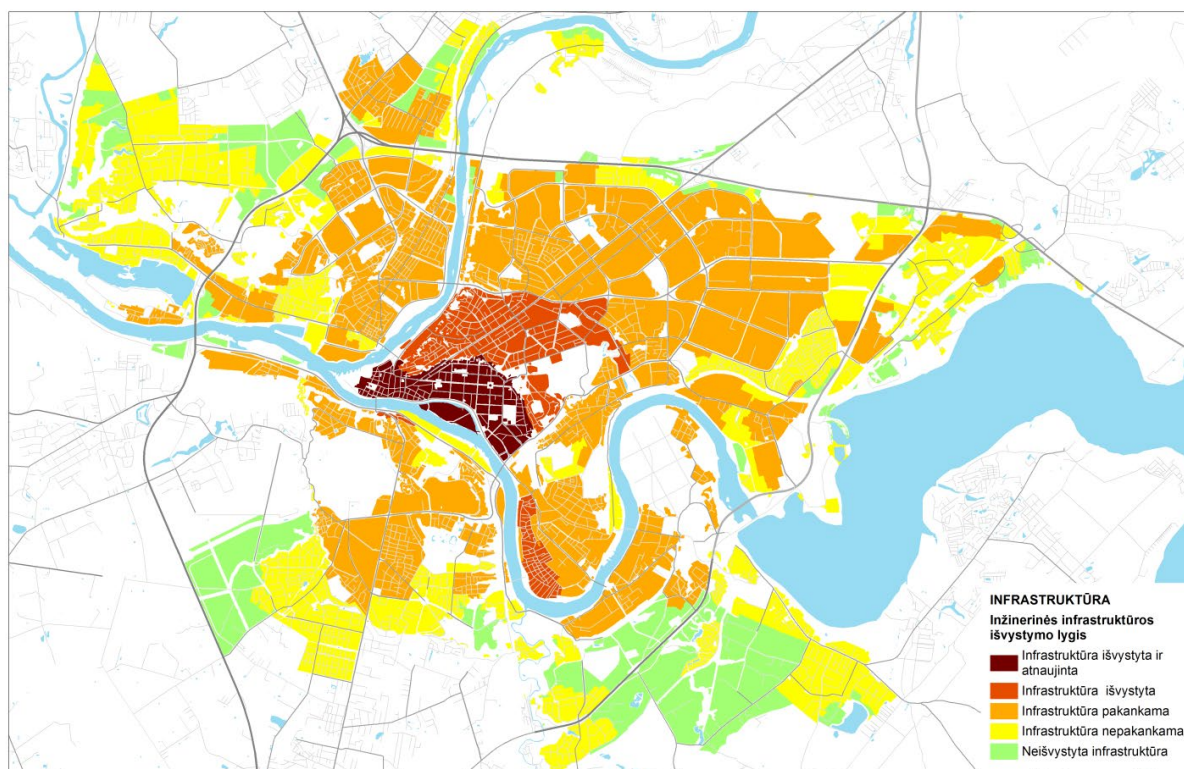 INFRASTRUKTŪRA
Inžinerinės infrastruktūros
išvystymo lygis
Infrastruktūra išvystyta ir
atnaujinta
Infrastruktūra išvystyta
Infrastruktūra pakankama
Infrastruktūra nepakankama
Neišvystyta infrastruktūra